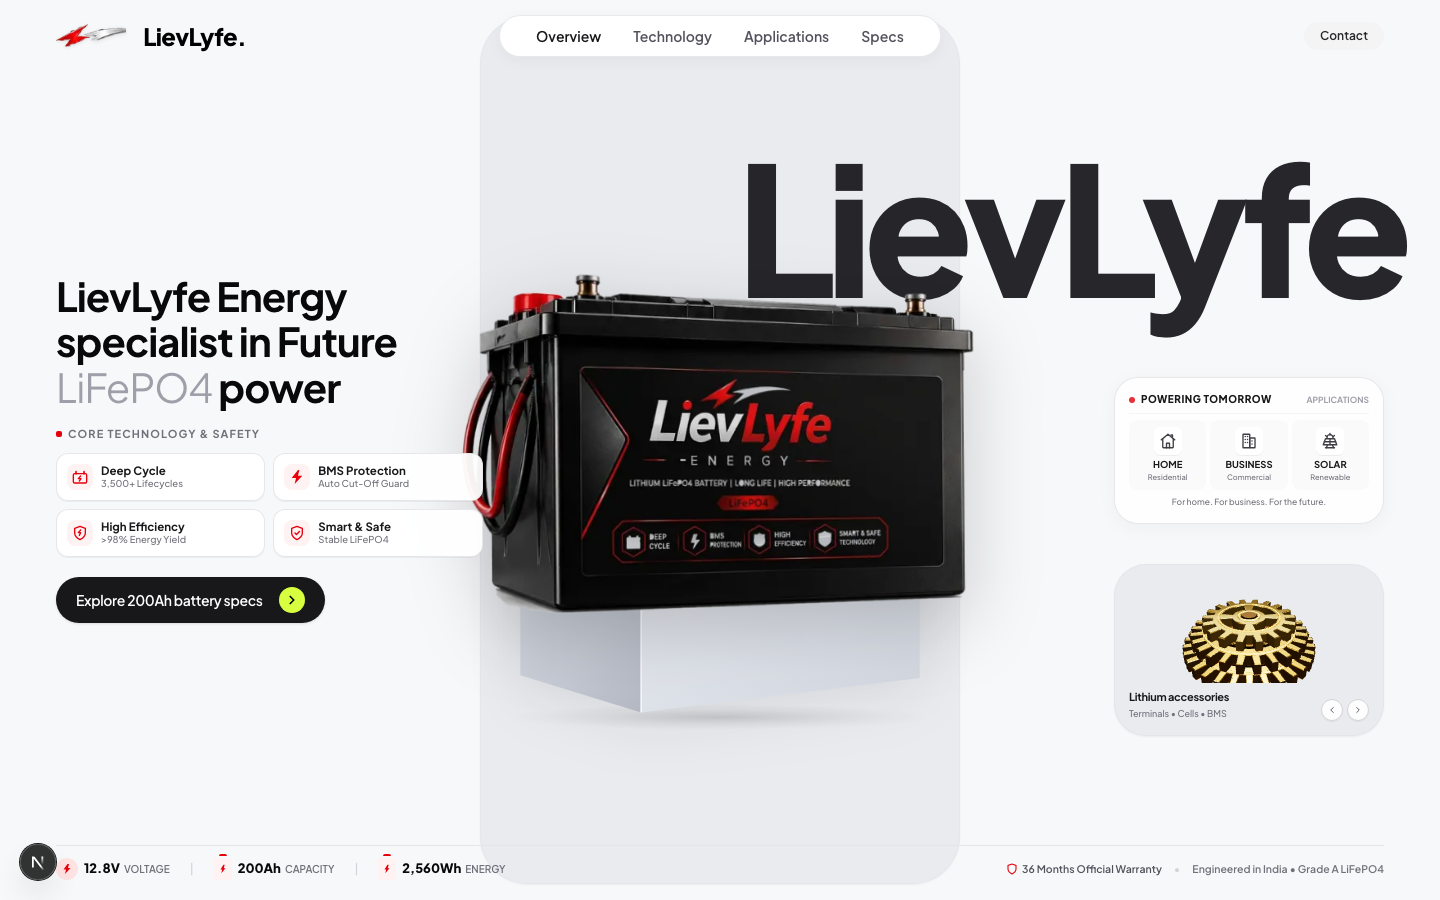 LievLyfe.
Overview
Technology
Applications
Specs
Contact
LievLyfe
LievLyfe Energy
specialist in Future
LiFePO4 power
CORE TECHNOLOGY & SAFETY
Deep Cycle
3,500+ Lifecycles
BMS Protection
Auto Cut-Off Guard
High Efficiency
>98% Energy Yield
Smart & Safe
Stable LiFePO4
Explore 200Ah battery specs
LievLyfe
ENERGY
LITHIUM LiFePO4 BATTERY | LONG LIFE | HIGH PERFORMANCE
LiFePO4
DEEP
CYCLE
BMS
PROTECTION
HIGH
EFFICIENCY
SMART & SAFE
TECHNOLOGY
POWERING TOMORROW
APPLICATIONS
HOME
Residential
BUSINESS
Commercial
SOLAR
Renewable
For home. For business. For the future.
Lithium accessories
Terminals • Cells • BMS
N
12.8V VOLTAGE
200Ah CAPACITY
2,560Wh ENERGY
36 Months Official Warranty
Engineered in India • Grade A LiFePO4